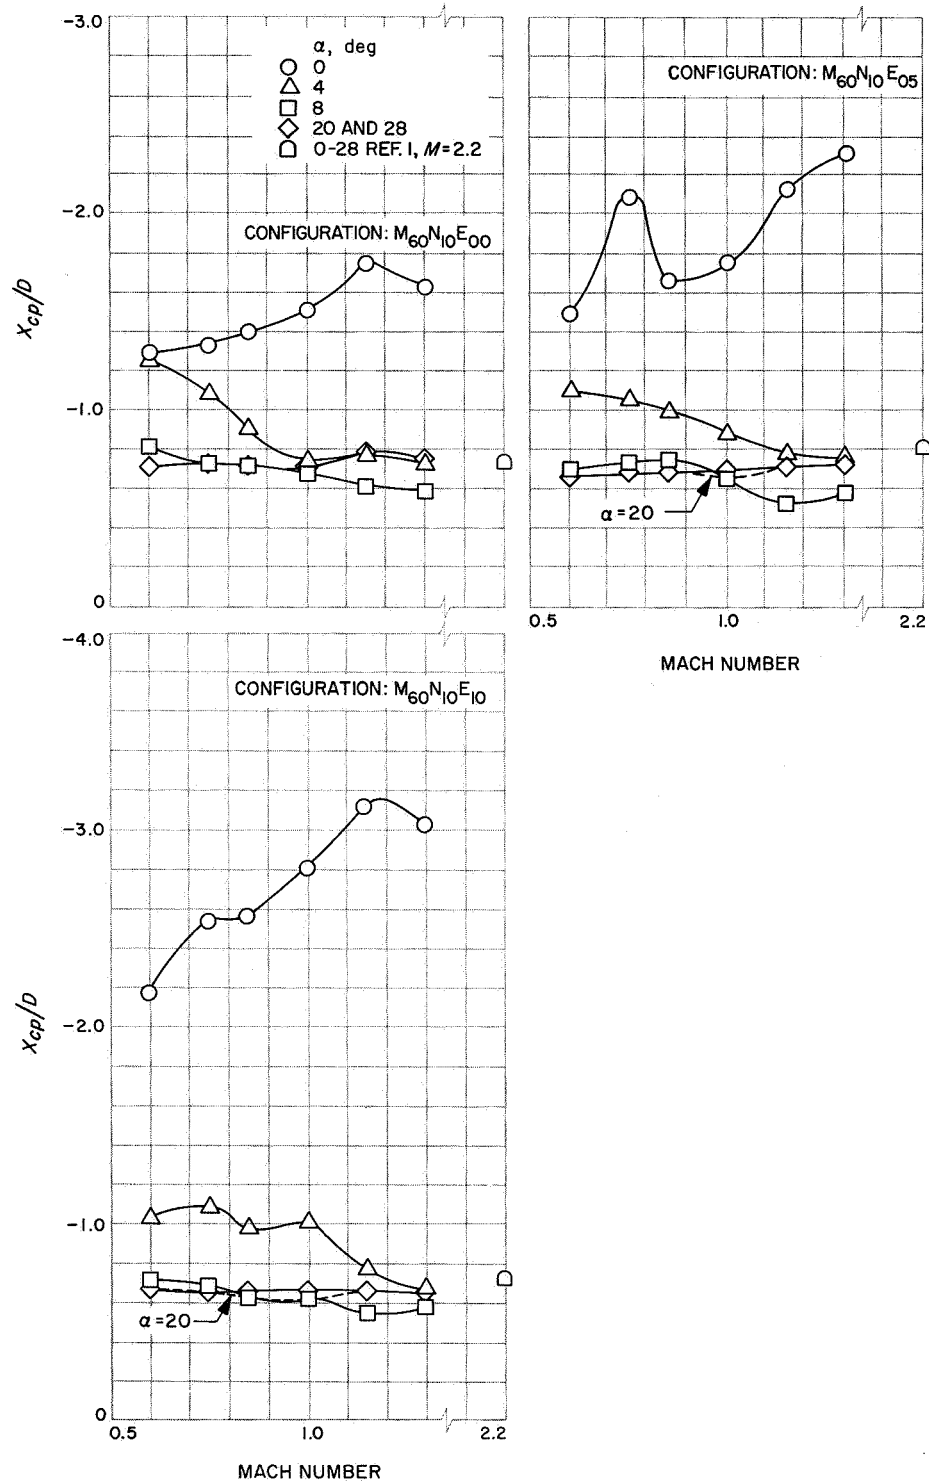 -3.0
α, deg
0
4
8
20 AND 28
0-28 REF. 1, M=2.2
-2.0
CONFIGURATION: M60N10E00
Xcp/D
-1.0
0
CONFIGURATION: M60N10E05
α=20
0.5 1.0 2.2
MACH NUMBER
-4.0
CONFIGURATION: M60N10E10
-3.0
Xcp/D
-2.0
-1.0
α=20
0
0.5 1.0 2.2
MACH NUMBER